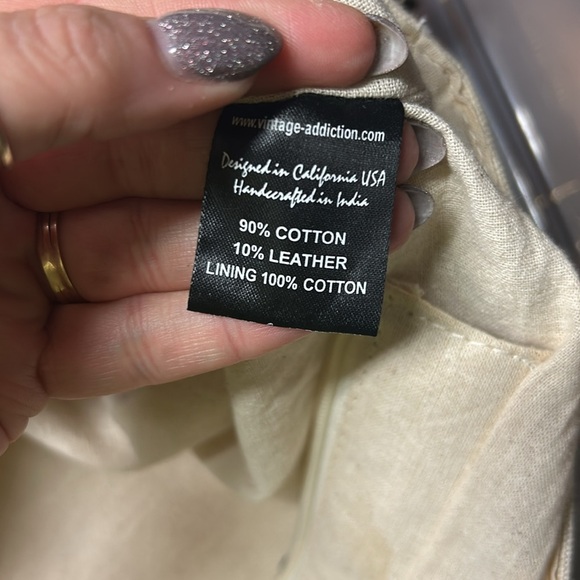 www.vintage-addiction.com
Designed in California USA
Handcrafted in India
90% COTTON
10% LEATHER
LINING 100% COTTON